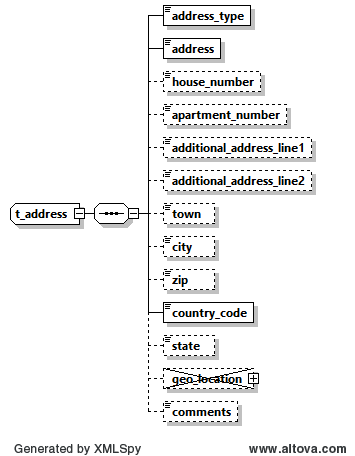 address_type
address
house_number
apartment_number
additional_address_line1
additional_address_line2
t_address
town
city
zip
country_code
state
geo_location
comments
Generated by XMLSpy
www.altova.com